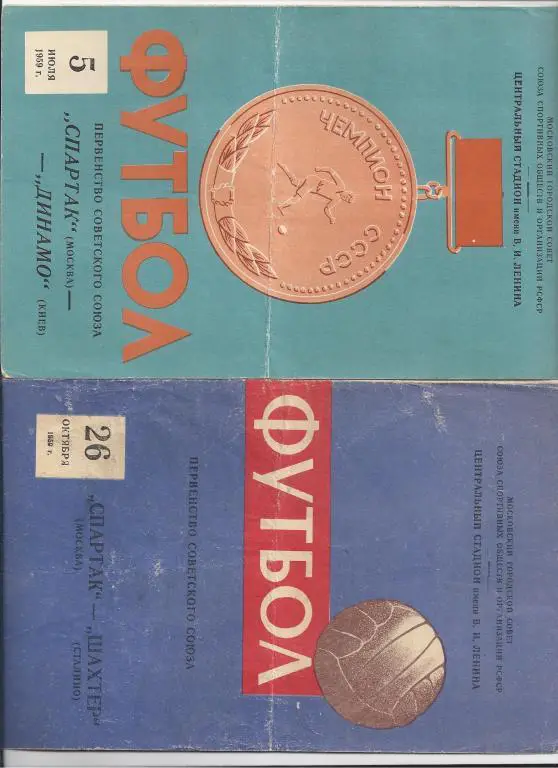 МОСКОВСКИЙ ГОРОДСКОЙ СОВЕТ
СОЮЗА СПОРТИВНЫХ ОБЩЕСТВ И ОРГАНИЗАЦИЙ РСФСР
ЦЕНТРАЛЬНЫЙ СТАДИОН имени В. И. ЛЕНИНА
ЧЕМПИОН
СССР
ФУТБОЛ
ПЕРВЕНСТВО СОВЕТСКОГО СОЮЗА
5
ИЮЛЯ
1959 г.
„СПАРТАК“ (МОСКВА) —
— „ДИНАМО“ (КИЕВ)
МОСКОВСКИЙ ГОРОДСКОЙ СОВЕТ
СОЮЗА СПОРТИВНЫХ ОБЩЕСТВ И ОРГАНИЗАЦИЙ РСФСР
ЦЕНТРАЛЬНЫЙ СТАДИОН имени В. И. ЛЕНИНА
ФУТБОЛ
ПЕРВЕНСТВО СОВЕТСКОГО СОЮЗА
26
ОКТЯБРЯ
1959 г.
„СПАРТАК“ — „ШАХТЕР“
(МОСКВА) (СТАЛИНО)